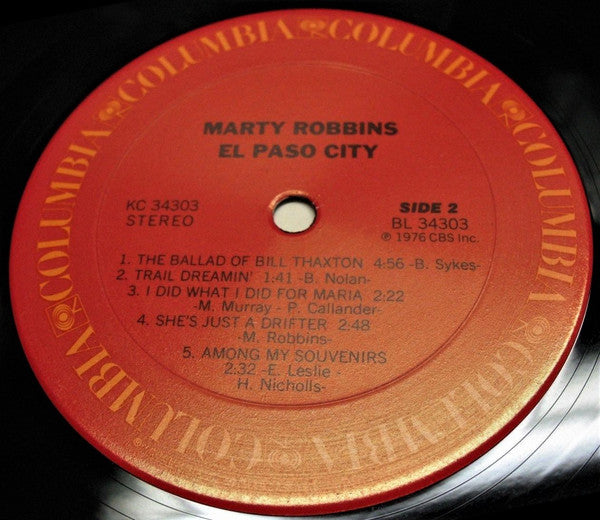 COLUMBIA COLUMBIA COLUMBIA COLUMBIA COLUMBIA COLUMBIA
MARTY ROBBINS
EL PASO CITY
KC 34303
STEREO
SIDE 2
BL 34303
℗ 1976 CBS Inc.
1. THE BALLAD OF BILL THAXTON 4:56 -B. Sykes-
2. TRAIL DREAMIN' 1:41 -B. Nolan-
3. I DID WHAT I DID FOR MARIA 2:22
-M. Murray - P. Callander-
4. SHE'S JUST A DRIFTER 2:48
-M. Robbins-
5. AMONG MY SOUVENIRS
2.32 -E. Leslie -
H. Nicholls-